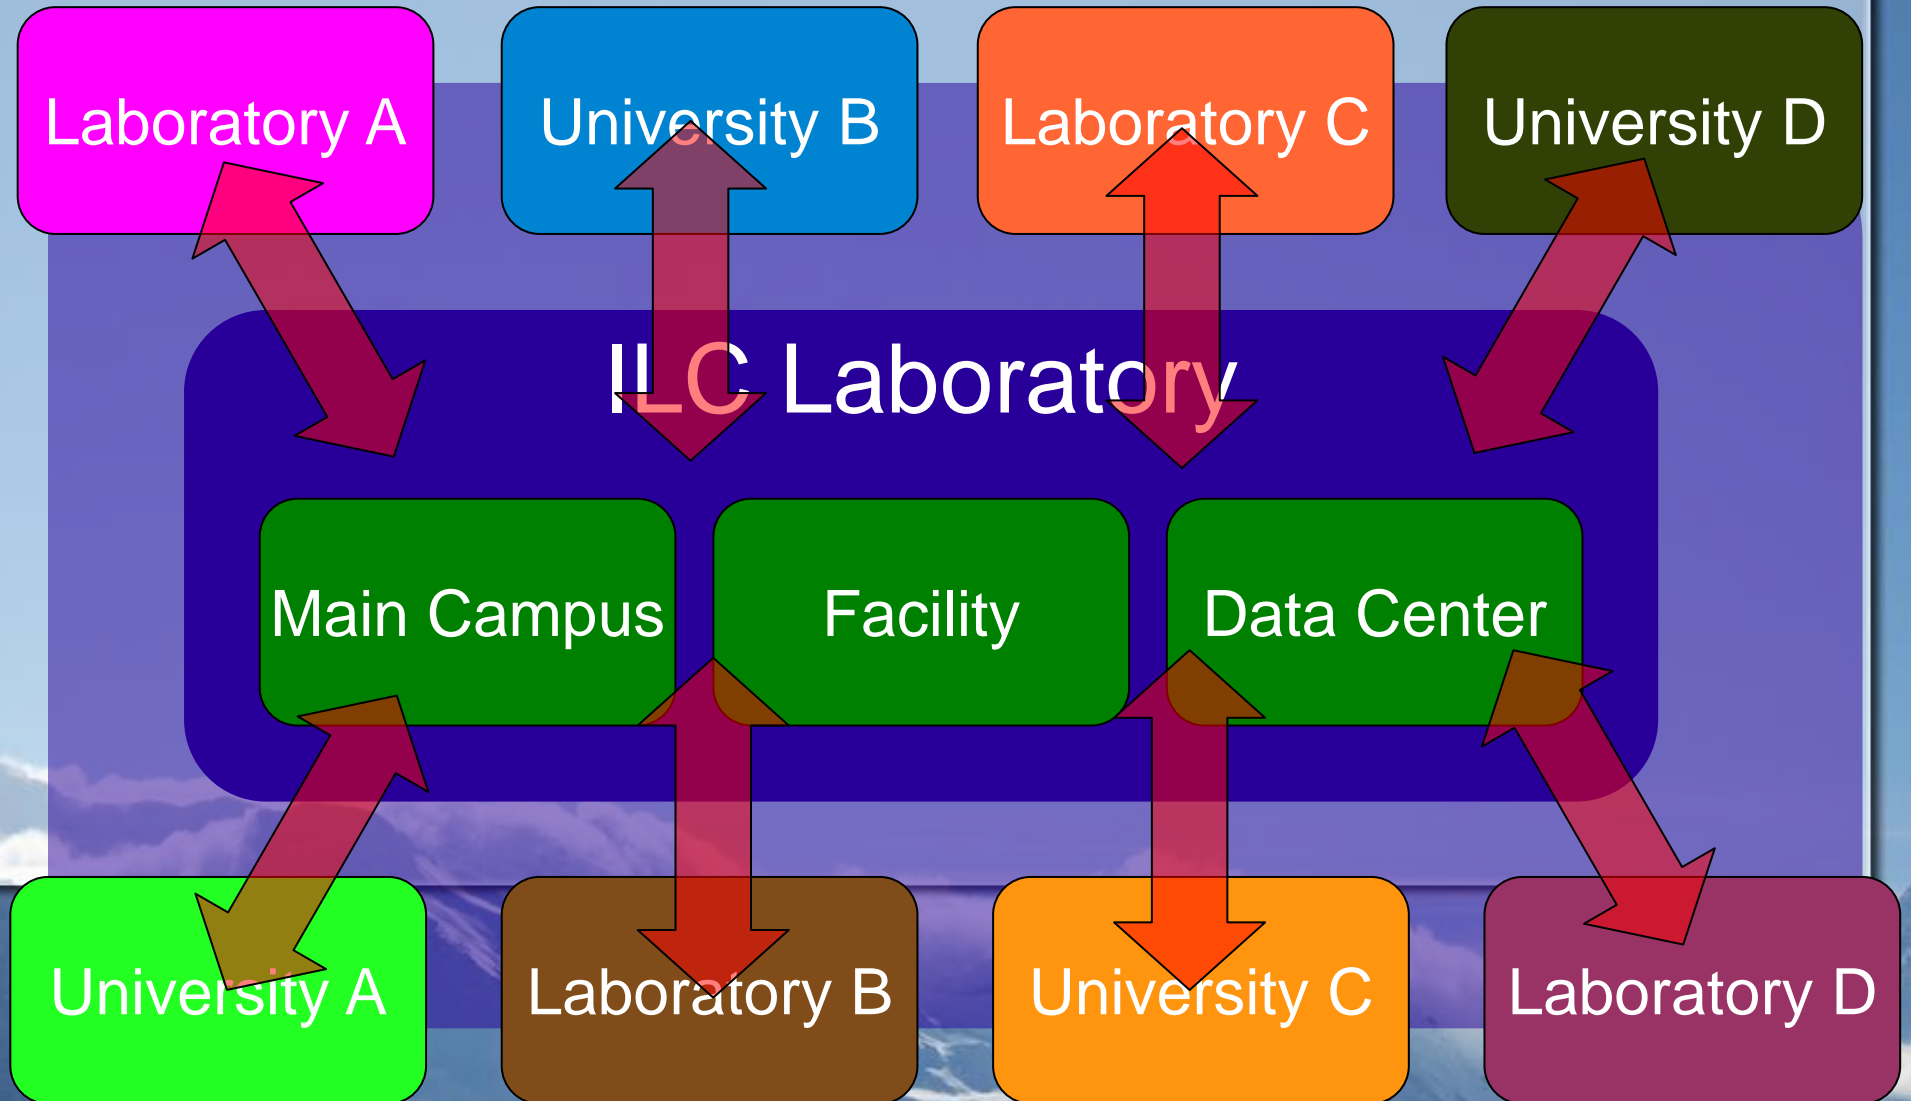 Laboratory A
University B
Laboratory C
University D
ILC Laboratory
Main Campus
Facility
Data Center
University A
Laboratory B
University C
Laboratory D